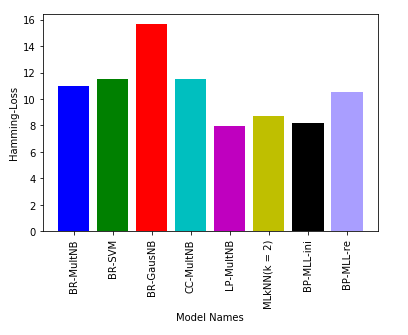 16
14
12
10
8
6
4
2
0
Hamming-Loss
BR-MultNB
BR-SVM
BR-GausNB
CC-MultNB
LP-MultNB
MLkNN(k = 2)
BP-MLL-ini
BP-MLL-re
Model Names